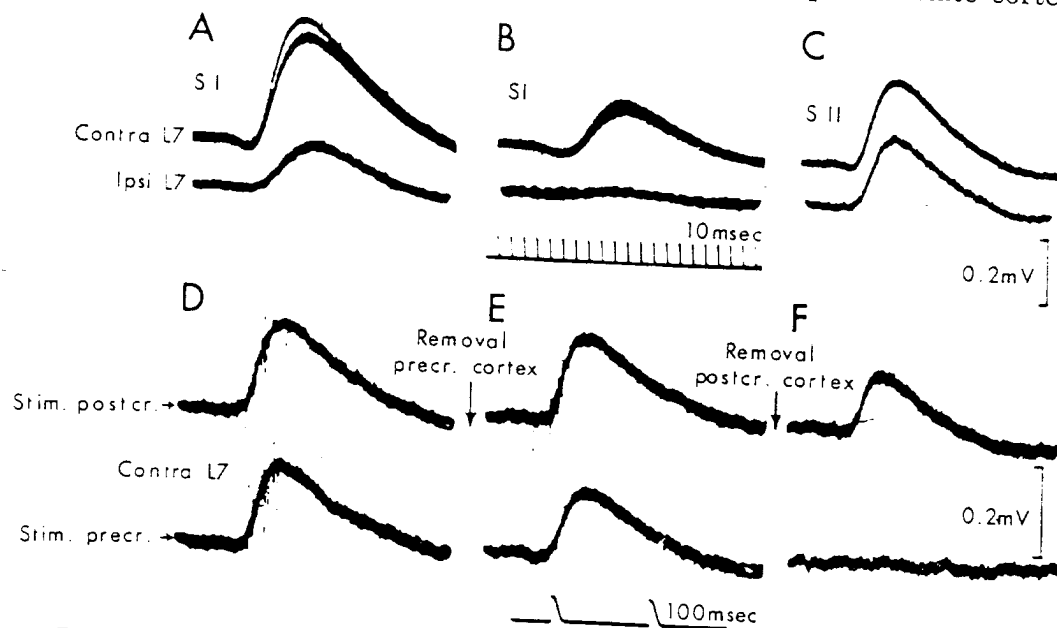 A
B
C
S I
SI
S II
Contra L7
Ipsi L7
10msec
0.2mV
D
E
F
Removal
precr. cortex
Removal
postcr. cortex
Stim. postcr.→
Contra L7
Stim. precr.→
0.2mV
100msec